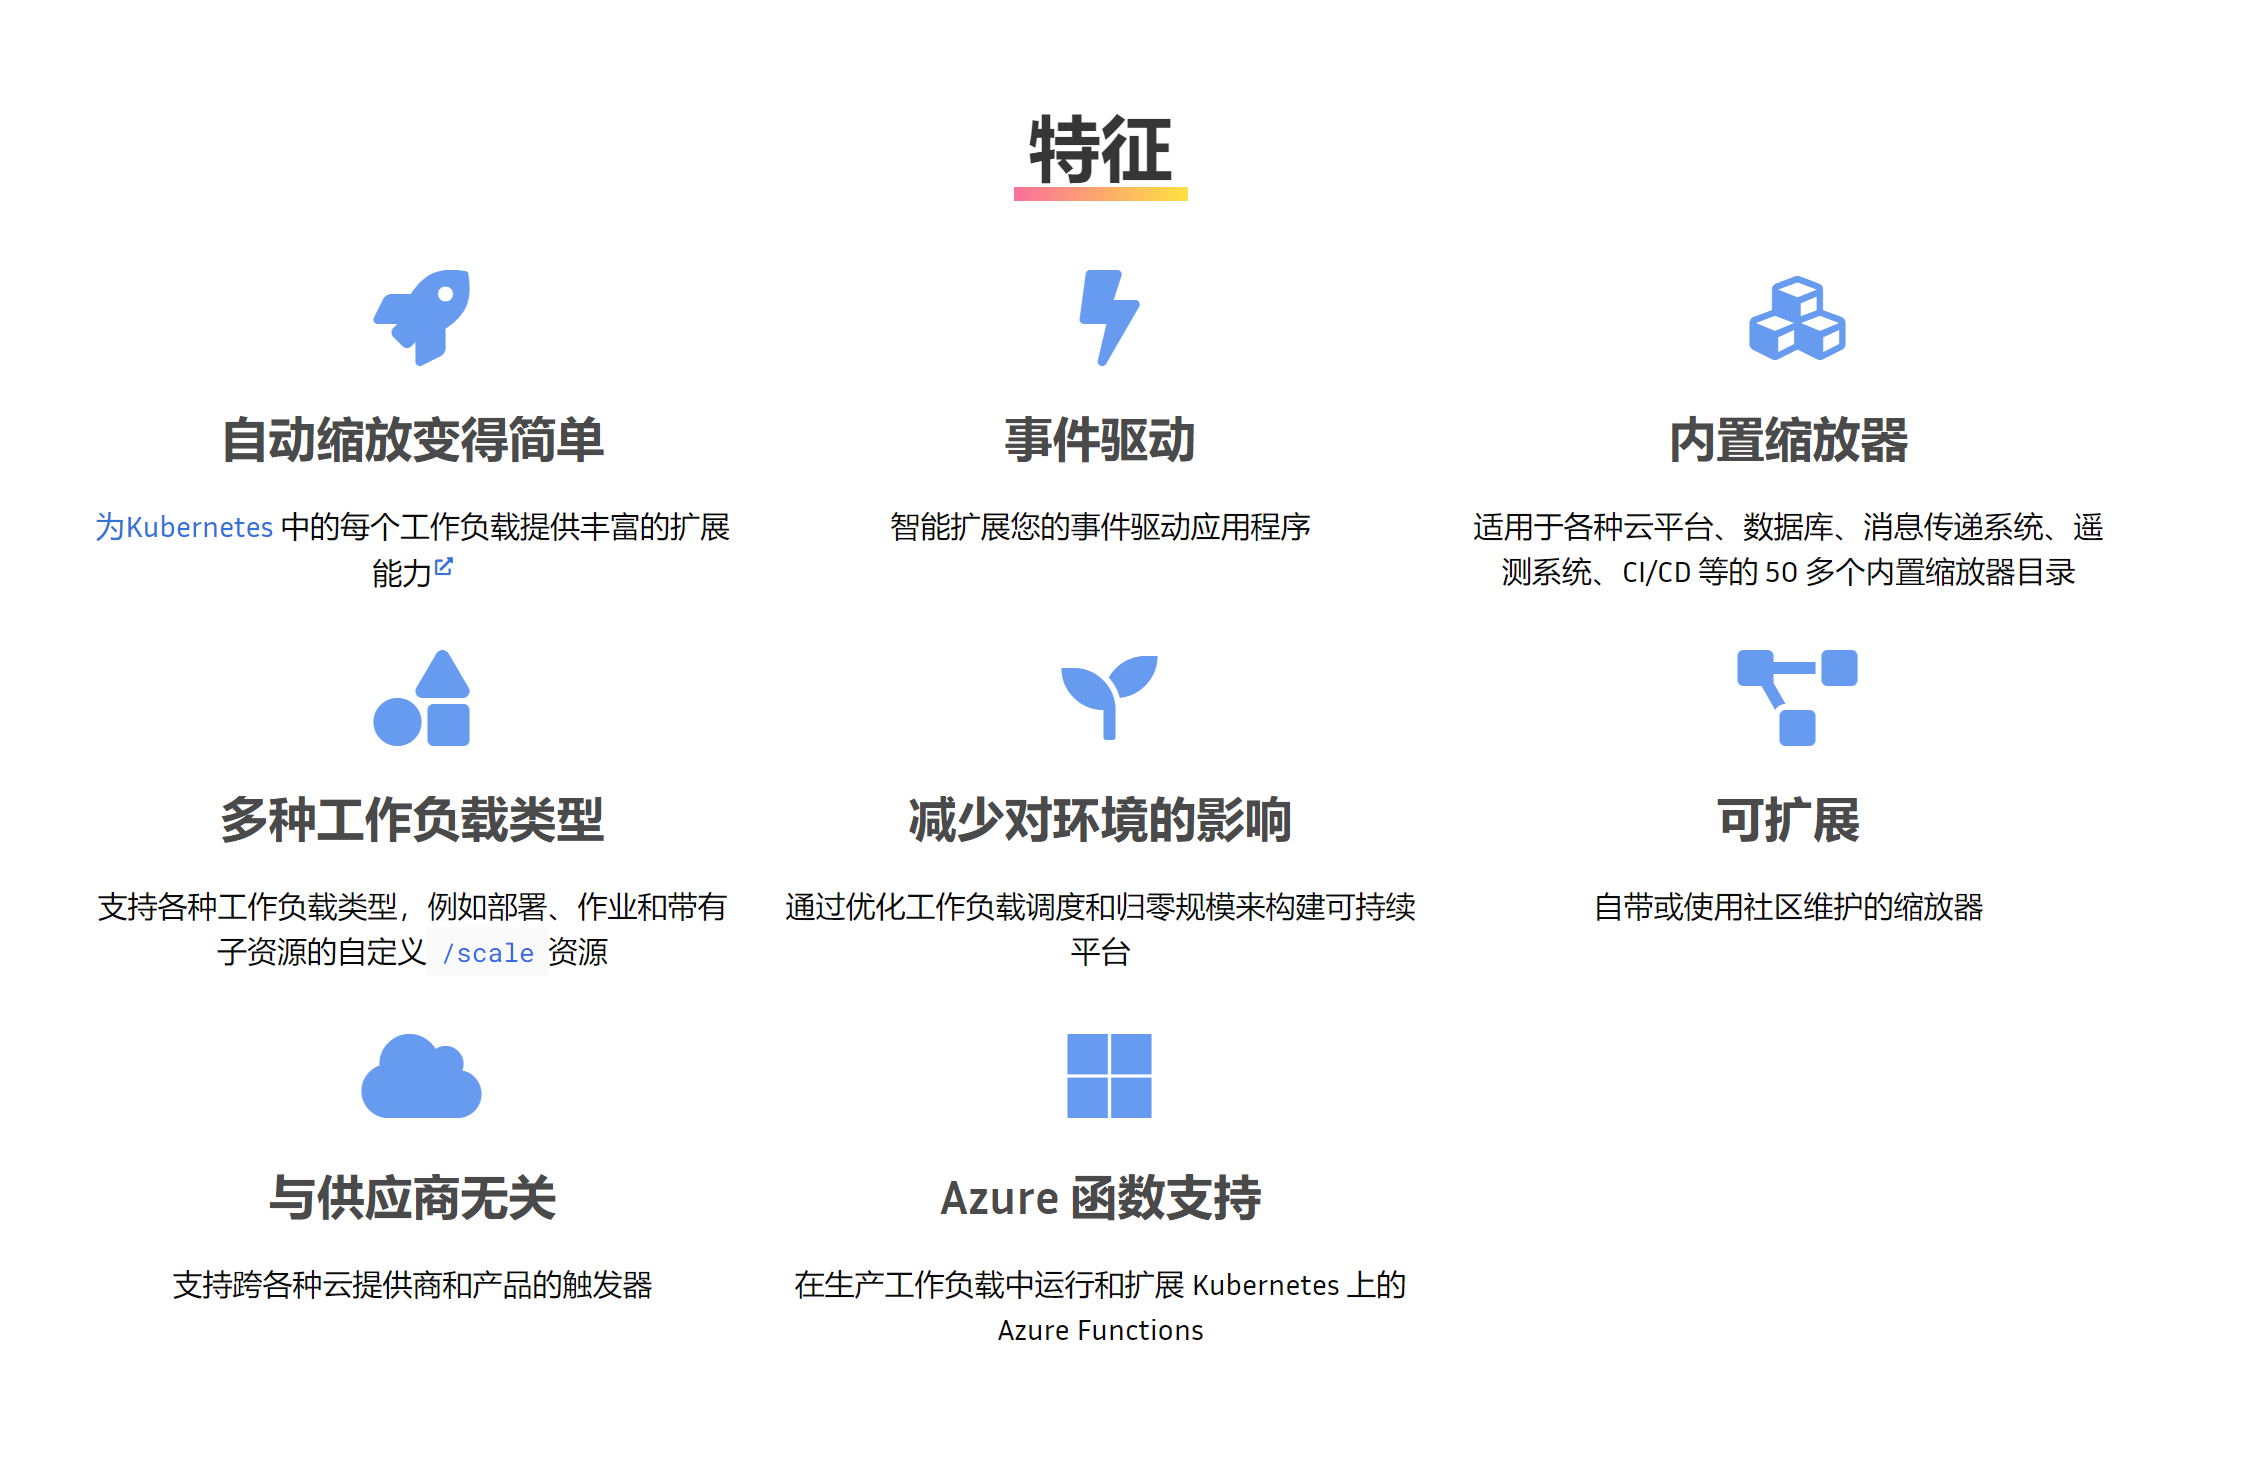 特征
自动缩放变得简单
为Kubernetes 中的每个工作负载提供丰富的扩展
能力
事件驱动
智能扩展您的事件驱动应用程序
内置缩放器
适用于各种云平台、数据库、消息传递系统、遥
测系统、CI/CD 等的 50 多个内置缩放器目录
多种工作负载类型
支持各种工作负载类型，例如部署、作业和带有
子资源的自定义 /scale 资源
减少对环境的影响
通过优化工作负载调度和归零规模来构建可持续
平台
可扩展
自带或使用社区维护的缩放器
与供应商无关
支持跨各种云提供商和产品的触发器
Azure 函数支持
在生产工作负载中运行和扩展 Kubernetes 上的
Azure Functions